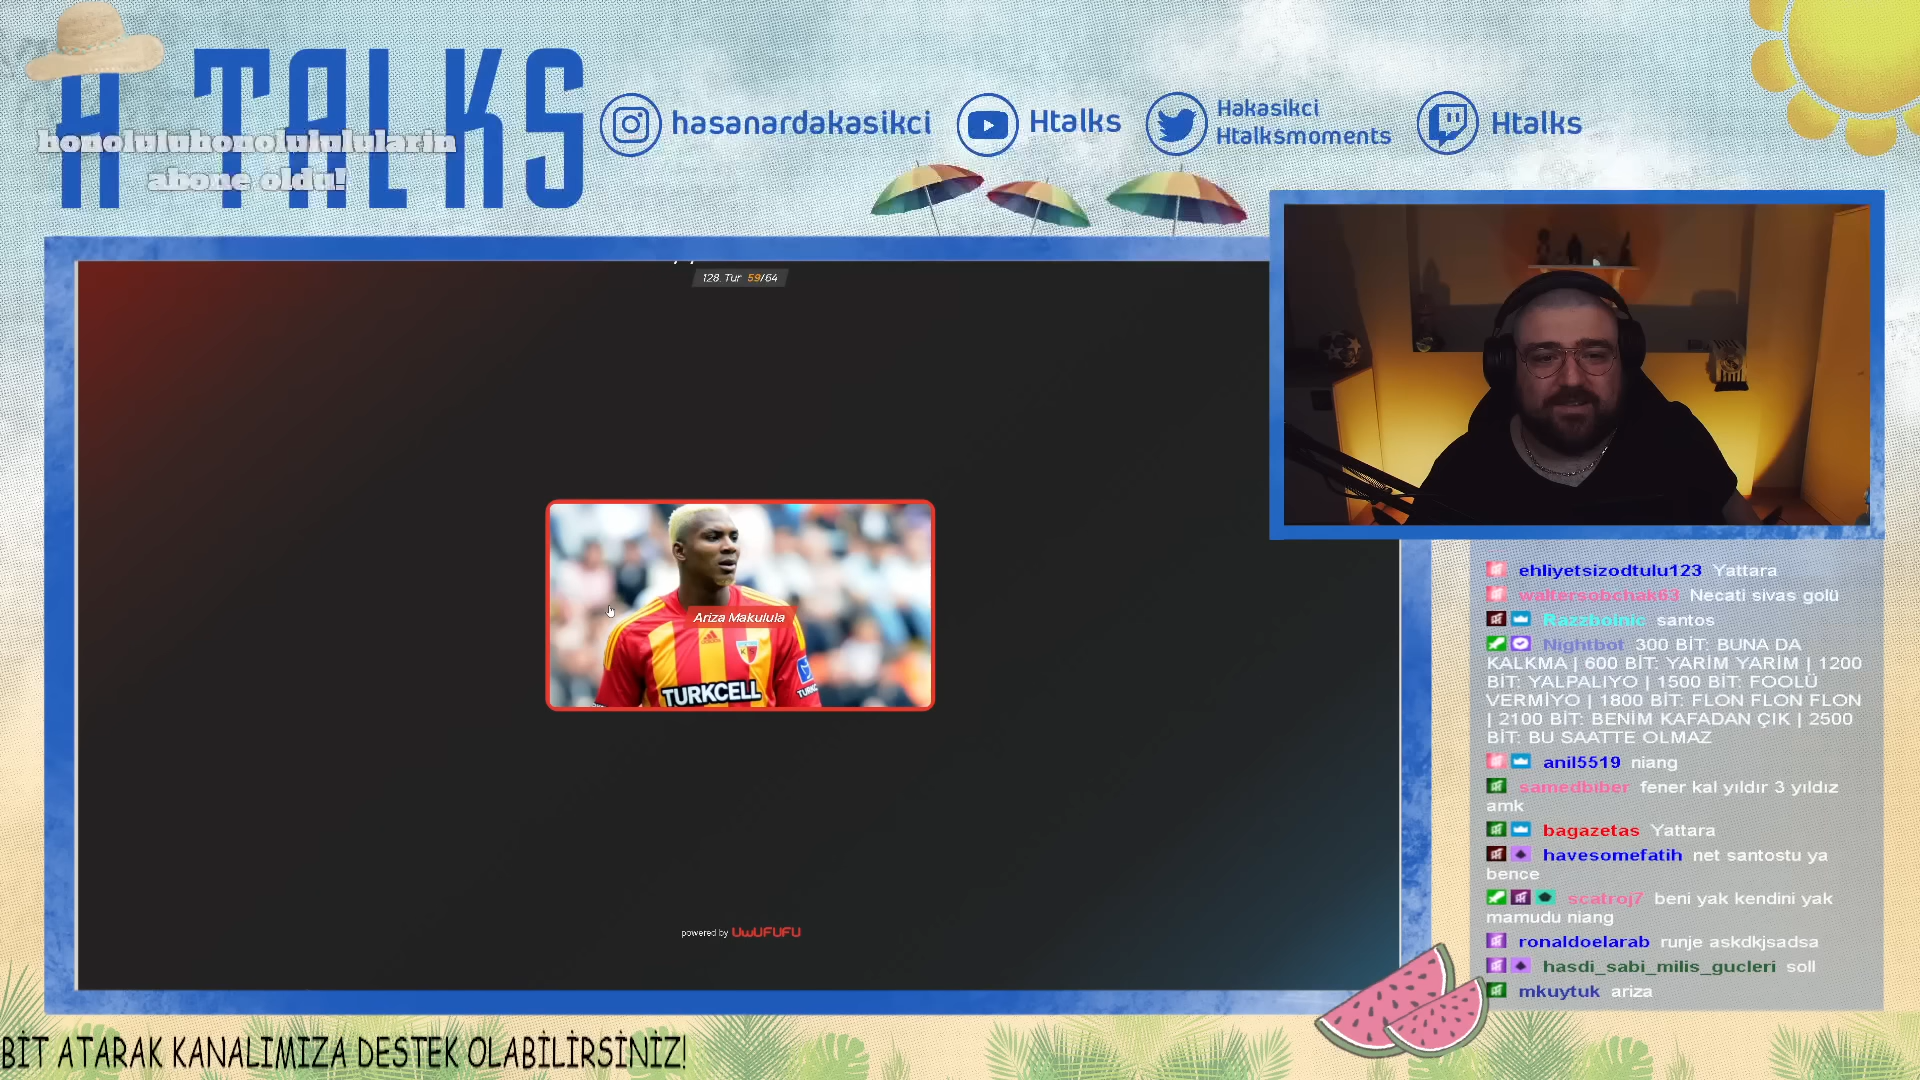 H TALKS
honoluluhonolulululularin
abone oldu!
hasanardakasikci
Htalks
Hakasikci
Htalksmoments
Htalks
128. Tur 59/64
Ariza Makulula
TURKCELL
powered by UWUFUFU
ehliyetsizodtulu123 Yattara
waltersobchak63 Necati sivas golü
Razzbolnic santos
Nightbot 300 BİT: BUNA DA
KALKMA | 600 BİT: YARİM YARİM | 1200
BİT: YALPALIYO | 1500 BİT: FOOLÜ
VERMİYO | 1800 BİT: FLON FLON FLON
| 2100 BİT: BENİM KAFADAN ÇIK | 2500
BİT: BU SAATTE OLMAZ
anil5519 niang
samedbiber fener kal yıldır 3 yıldız
amk
bagazetas Yattara
havesomefatih net santostu ya
bence
scatroj7 beni yak kendini yak
mamudu niang
ronaldoelarab runje askdkjsadsa
hasdi_sabi_milis_gucleri soll
mkuytuk ariza
BİT ATARAK KANALIMIZA DESTEK OLABİLİRSİNİZ!